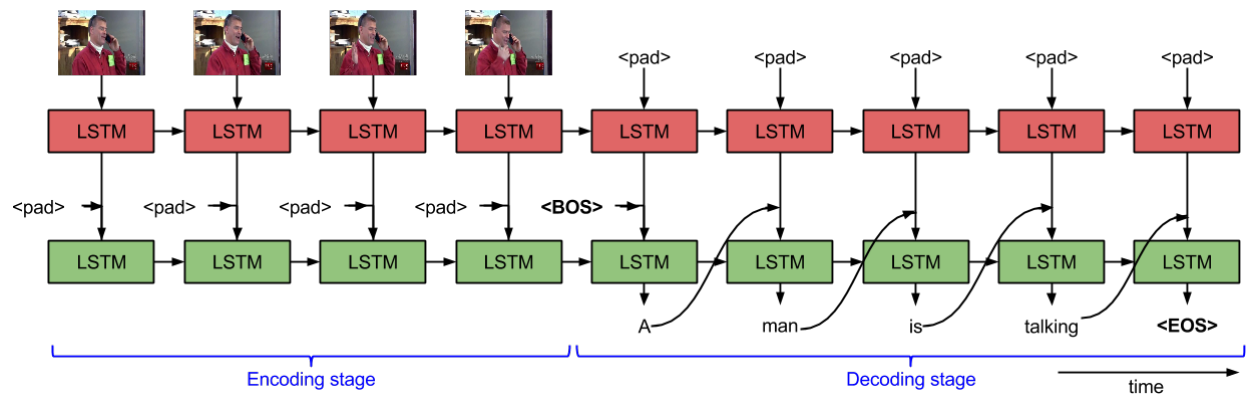 <pad> <pad> <pad> <pad> <pad>
LSTM LSTM LSTM LSTM LSTM LSTM LSTM LSTM LSTM
<pad> <pad> <pad> <pad> <BOS>
LSTM LSTM LSTM LSTM LSTM LSTM LSTM LSTM LSTM
A man is talking <EOS>
Encoding stage Decoding stage
time